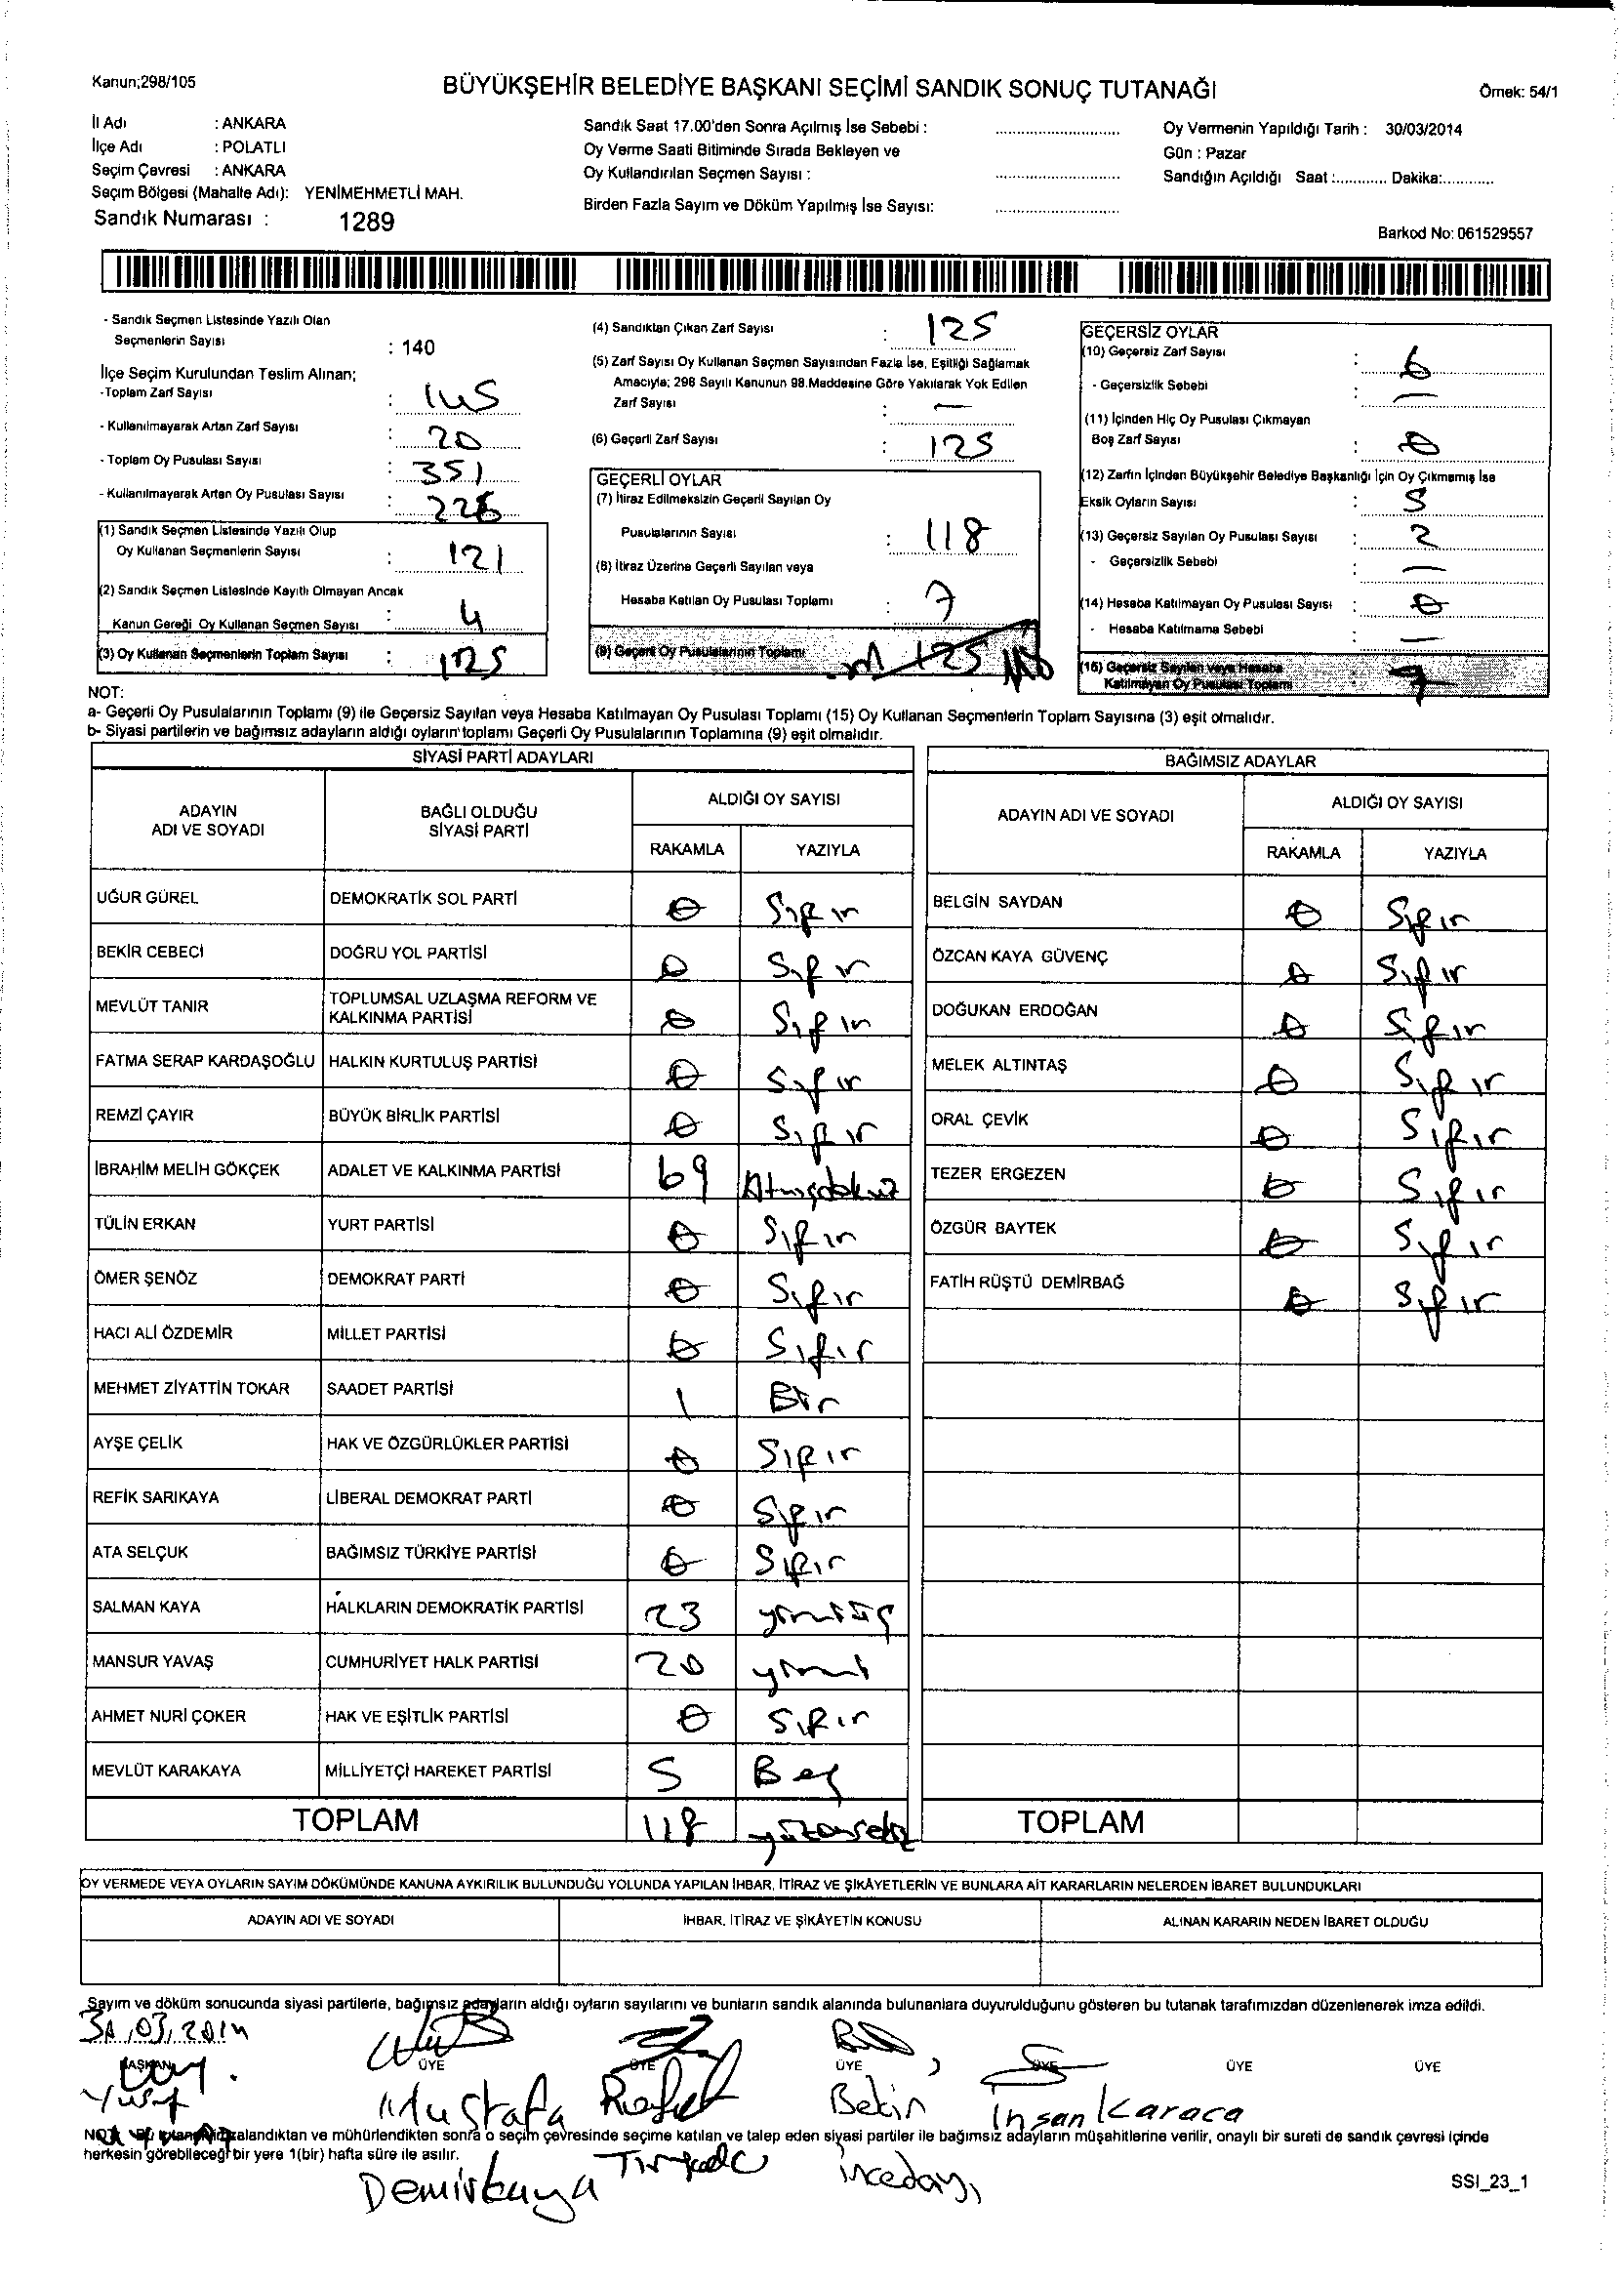 Kanun;298/105
BÜYÜKŞEHİR BELEDİYE BAŞKANI SEÇİMİ SANDIK SONUÇ TUTANAĞI
Örnek: 54/1
İl Adı : ANKARA
İlçe Adı : POLATLI
Seçim Çevresi : ANKARA
Seçim Bölgesi (Mahalle Adı): YENİMEHMETLİ MAH.
Sandık Numarası : 1289
Sandık Saat 17.00'den Sonra Açılmış İse Sebebi :
Oy Verme Saati Bitiminde Sırada Bekleyen ve
Oy Kullandırılan Seçmen Sayısı :
Birden Fazla Sayım ve Döküm Yapılmış İse Sayısı:
Oy Vermenin Yapıldığı Tarih : 30/03/2014
Gün : Pazar
Sandığın Açıldığı Saat :............ Dakika:............
Barkod No: 061529557
- Sandık Seçmen Listesinde Yazılı Olan
Seçmenlerin Sayısı : 140
İlçe Seçim Kurulundan Teslim Alınan;
-Toplam Zarf Sayısı : 145
- Kullanılmayarak Artan Zarf Sayısı : 20
- Toplam Oy Pusulası Sayısı : 351
- Kullanılmayarak Artan Oy Pusulası Sayısı : 226
(1) Sandık Seçmen Listesinde Yazılı Olup
Oy Kullanan Seçmenlerin Sayısı : 121
(2) Sandık Seçmen Listesinde Kayıtlı Olmayan Ancak
Kanun Gereği Oy Kullanan Seçmen Sayısı : 4
(3) Oy Kullanan Seçmenlerin Toplam Sayısı : 125
(4) Sandıktan Çıkan Zarf Sayısı : 125
(5) Zarf Sayısı Oy Kullanan Seçmen Sayısından Fazla İse, Eşitliği Sağlamak
Amacıyla; 298 Sayılı Kanunun 98.Maddesine Göre Yakılarak Yok Edilen
Zarf Sayısı : —
(6) Geçerli Zarf Sayısı : 125
GEÇERLİ OYLAR
(7) İtiraz Edilmeksizin Geçerli Sayılan Oy
Pusulalarının Sayısı : 118
(8) İtiraz Üzerine Geçerli Sayılan veya
Hesaba Katılan Oy Pusulası Toplamı : 7
(9) Geçerli Oy Pusulalarının Toplamı 125
GEÇERSİZ OYLAR
(10) Geçersiz Zarf Sayısı : 6
- Geçersizlik Sebebi : —
(11) İçinden Hiç Oy Pusulası Çıkmayan
Boş Zarf Sayısı : 0
(12) Zarfın İçinden Büyükşehir Belediye Başkanlığı İçin Oy Çıkmamış İse
Eksik Oyların Sayısı : 5
(13) Geçersiz Sayılan Oy Pusulası Sayısı : 2
- Geçersizlik Sebebi : —
(14) Hesaba Katılmayan Oy Pusulası Sayısı : 0
- Hesaba Katılmama Sebebi : —
(15) Geçersiz Sayılan veya Hesaba
Katılmayan Oy Pusulası Toplamı : 7
NOT:
a- Geçerli Oy Pusulalarının Toplamı (9) ile Geçersiz Sayılan veya Hesaba Katılmayan Oy Pusulası Toplamı (15) Oy Kullanan Seçmenlerin Toplam Sayısına (3) eşit olmalıdır.
b- Siyasi partilerin ve bağımsız adayların aldığı oyların toplamı Geçerli Oy Pusulalarının Toplamına (9) eşit olmalıdır.
SİYASİ PARTİ ADAYLARI
ADAYIN ADI VE SOYADI BAĞLI OLDUĞU SİYASİ PARTİ ALDIĞI OY SAYISI
RAKAMLA YAZIYLA
UĞUR GÜREL DEMOKRATİK SOL PARTİ 0 Sıfır
BEKİR CEBECİ DOĞRU YOL PARTİSİ 0 Sıfır
MEVLÜT TANIR TOPLUMSAL UZLAŞMA REFORM VE KALKINMA PARTİSİ 0 Sıfır
FATMA SERAP KARDAŞOĞLU HALKIN KURTULUŞ PARTİSİ 0 Sıfır
REMZİ ÇAYIR BÜYÜK BİRLİK PARTİSİ 0 Sıfır
İBRAHİM MELİH GÖKÇEK ADALET VE KALKINMA PARTİSİ 69 Atmışdokuz
TÜLİN ERKAN YURT PARTİSİ 0 Sıfır
ÖMER ŞENÖZ DEMOKRAT PARTİ 0 Sıfır
HACI ALİ ÖZDEMİR MİLLET PARTİSİ 0 Sıfır
MEHMET ZİYATTİN TOKAR SAADET PARTİSİ 1 Bir
AYŞE ÇELİK HAK VE ÖZGÜRLÜKLER PARTİSİ 0 Sıfır
REFİK SARIKAYA LİBERAL DEMOKRAT PARTİ 0 Sıfır
ATA SELÇUK BAĞIMSIZ TÜRKİYE PARTİSİ 0 Sıfır
SALMAN KAYA HALKLARIN DEMOKRATİK PARTİSİ 23 yirmiüç
MANSUR YAVAŞ CUMHURİYET HALK PARTİSİ 20 yirmi
AHMET NURİ ÇOKER HAK VE EŞİTLİK PARTİSİ 0 Sıfır
MEVLÜT KARAKAYA MİLLİYETÇİ HAREKET PARTİSİ 5 Beş
TOPLAM 118 yüzonsekiz
BAĞIMSIZ ADAYLAR
ADAYIN ADI VE SOYADI ALDIĞI OY SAYISI
RAKAMLA YAZIYLA
BELGİN SAYDAN 0 Sıfır
ÖZCAN KAYA GÜVENÇ 0 Sıfır
DOĞUKAN ERDOĞAN 0 Sıfır
MELEK ALTINTAŞ 0 Sıfır
ORAL ÇEVİK 0 Sıfır
TEZER ERGEZEN 0 Sıfır
ÖZGÜR BAYTEK 0 Sıfır
FATİH RÜŞTÜ DEMİRBAĞ 0 Sıfır
TOPLAM
OY VERMEDE VEYA OYLARIN SAYIM DÖKÜMÜNDE KANUNA AYKIRILIK BULUNDUĞU YOLUNDA YAPILAN İHBAR, İTİRAZ VE ŞİKÂYETLERİN VE BUNLARA AİT KARARLARIN NELERDEN İBARET BULUNDUKLARI
ADAYIN ADI VE SOYADI İHBAR, İTİRAZ VE ŞİKÂYETİN KONUSU ALINAN KARARIN NEDEN İBARET OLDUĞU
Sayım ve döküm sonucunda siyasi partilerle, bağımsız adayların aldığı oyların sayılarını ve bunların sandık alanında bulunanlara duyurulduğunu gösteren bu tutanak tarafımızdan düzenlenerek imza edildi.
30,03,2014
BAŞKAN ÜYE ÜYE ÜYE ÜYE ÜYE ÜYE
Yusuf Mustafa Refet Bekir İhsan Karaca
NOT: Bu tutanak imzalandıktan ve mühürlendikten sonra o seçim çevresinde seçime katılan ve talep eden siyasi partiler ile bağımsız adayların müşahitlerine verilir, onaylı bir sureti de sandık çevresi içinde
herkesin görebileceği bir yere 1(bir) hafta süre ile asılır.
Demirkaya İncedayı
SSI_23_1